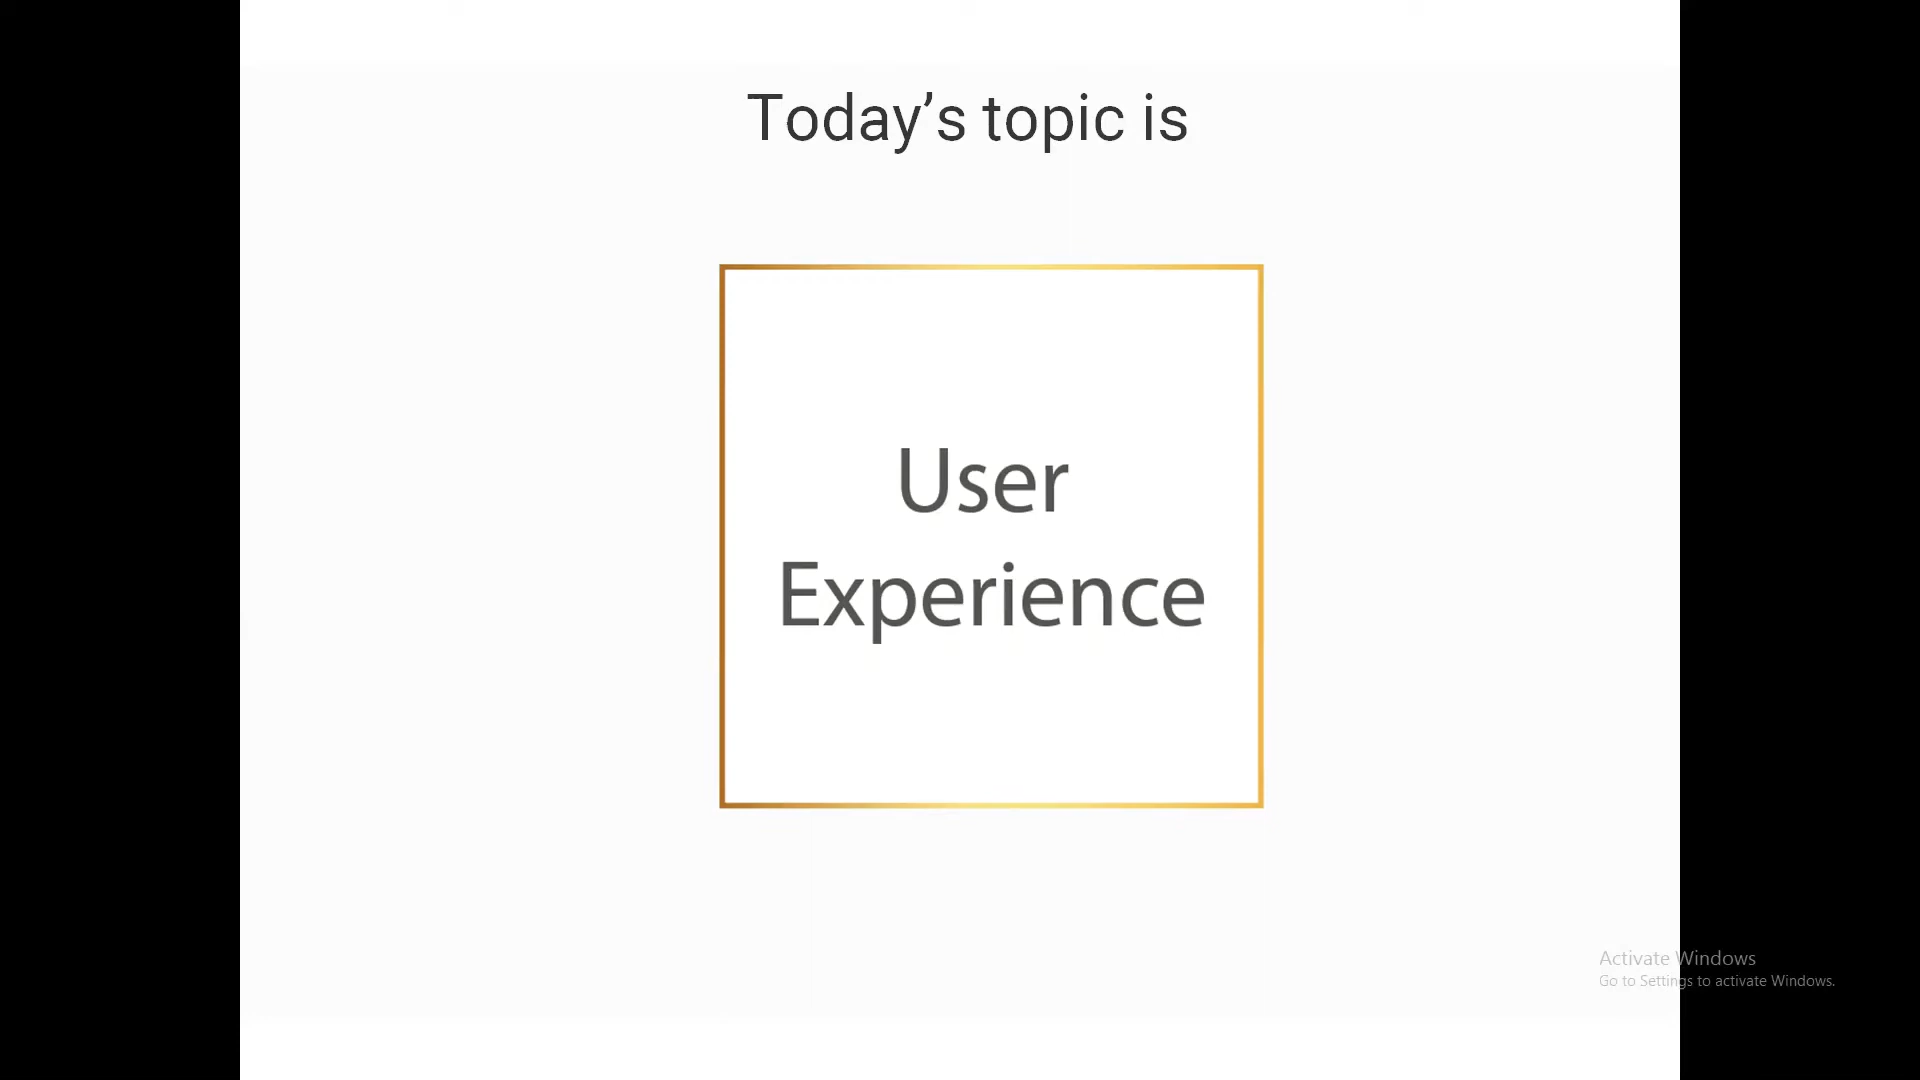 Today’s topic is
User
Experience
Activate Windows
Go to Settings to activate Windows.